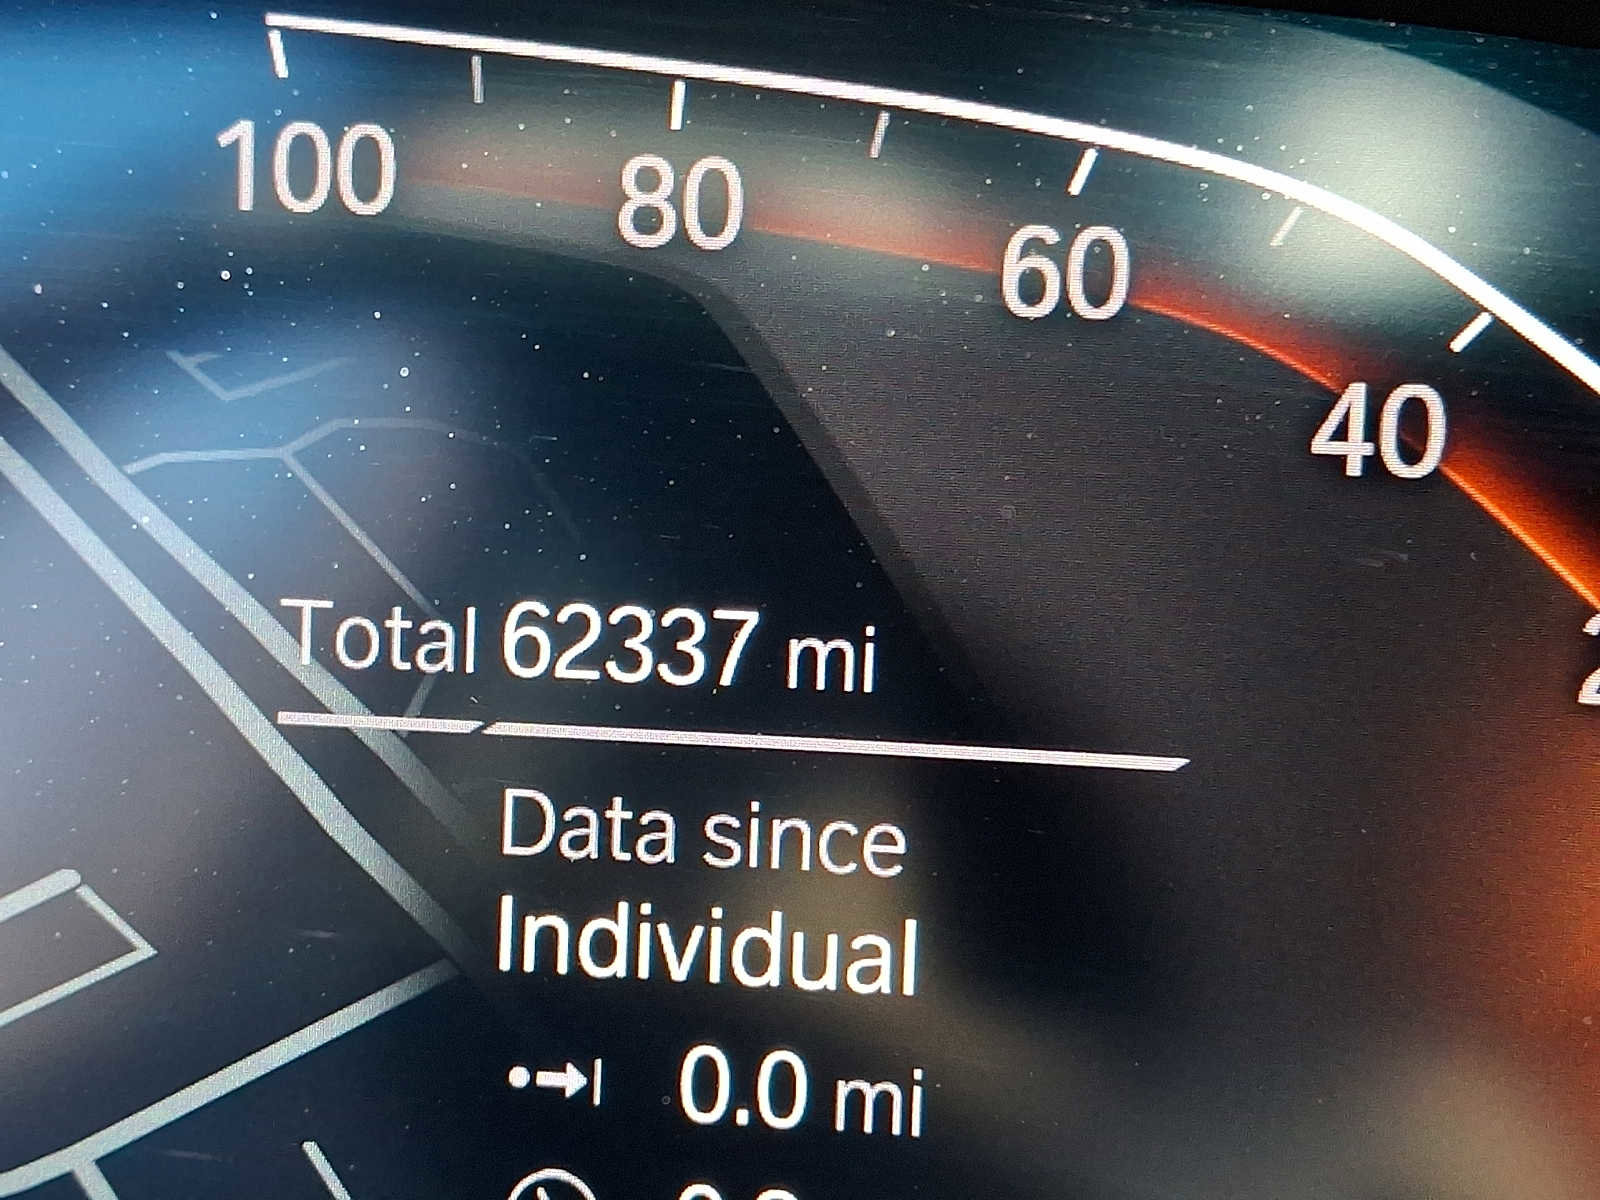 100
80
60
40
Total 62337 mi
Data since
Individual
0.0 mi